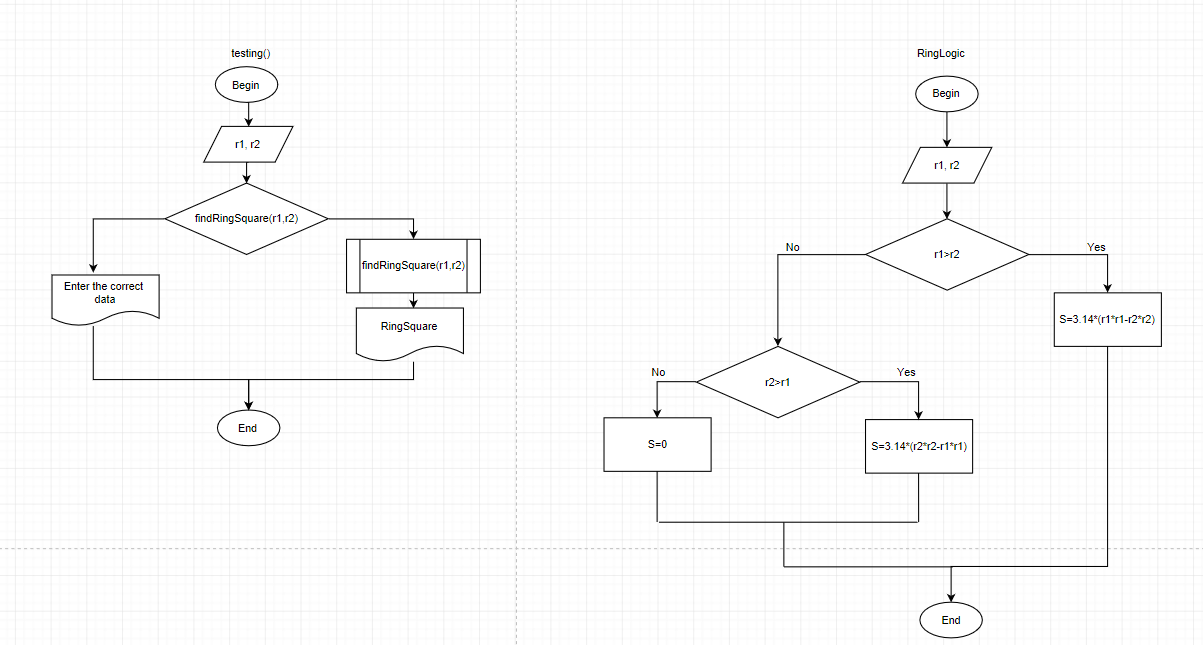 testing()
Begin
r1, r2
findRingSquare(r1,r2)
findRingSquare(r1,r2)
Enter the correct
data
RingSquare
End
RingLogic
Begin
r1, r2
r1>r2
No
Yes
S=3.14*(r1*r1-r2*r2)
r2>r1
No
Yes
S=0
S=3.14*(r2*r2-r1*r1)
End